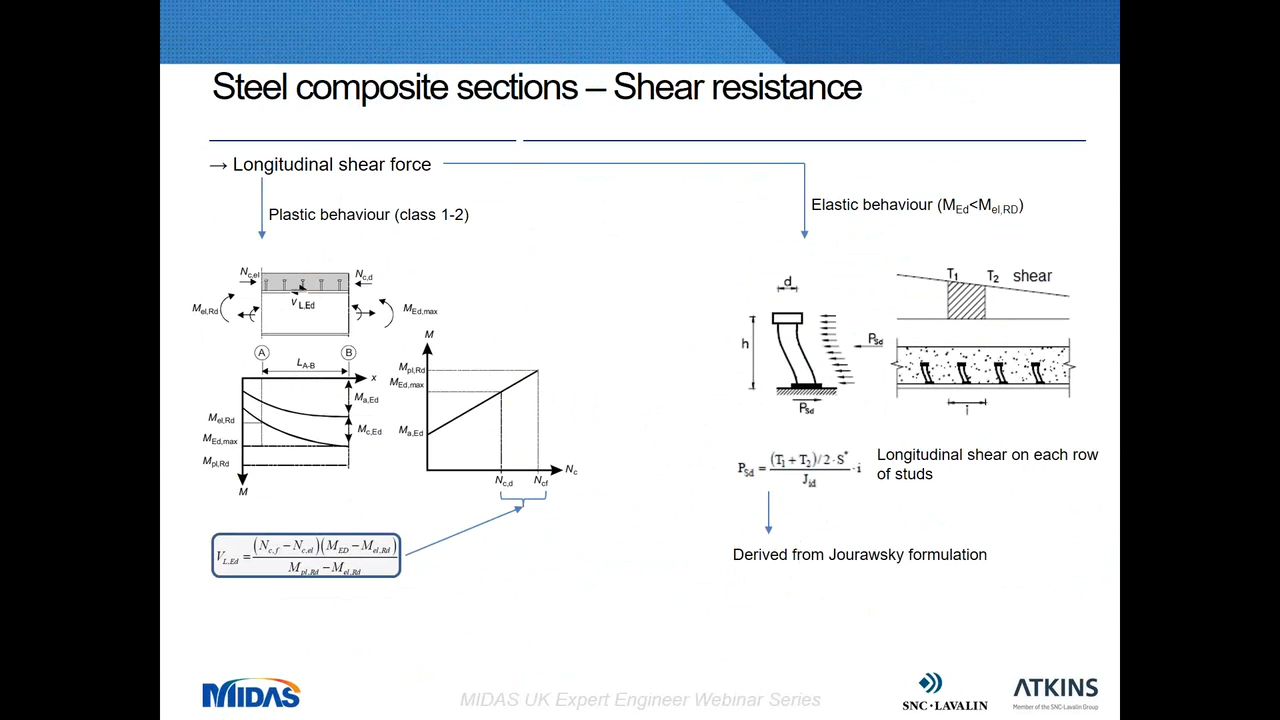 Steel composite sections – Shear resistance
→ Longitudinal shear force
Plastic behaviour (class 1-2)
Elastic behaviour (M_Ed<M_el,RD)
N_c,el
N_c,d
M_el,Rd
V_L,Ed
M_Ed,max
A
B
L_A-B
x
M_a,Ed
M_c,Ed
M_el,Rd
M_Ed,max
M_pl,Rd
M
M
M_pl,Rd
M_Ed,max
M_a,Ed
N_c,d
N_cf
N_c
V_L,Ed = (N_c,f − N_c,el)(M_ED − M_el,Rd) / M_pl,Rd − M_el,Rd
d
h
P_Sd
P_Sd
T_1
T_2
shear
i
P_Sd = (T_1 + T_2)/2 · S* / J_id · i
Longitudinal shear on each row
of studs
Derived from Jourawsky formulation
MIDAS
MIDAS UK Expert Engineer Webinar Series
SNC•LAVALIN
ATKINS
Member of the SNC-Lavalin Group